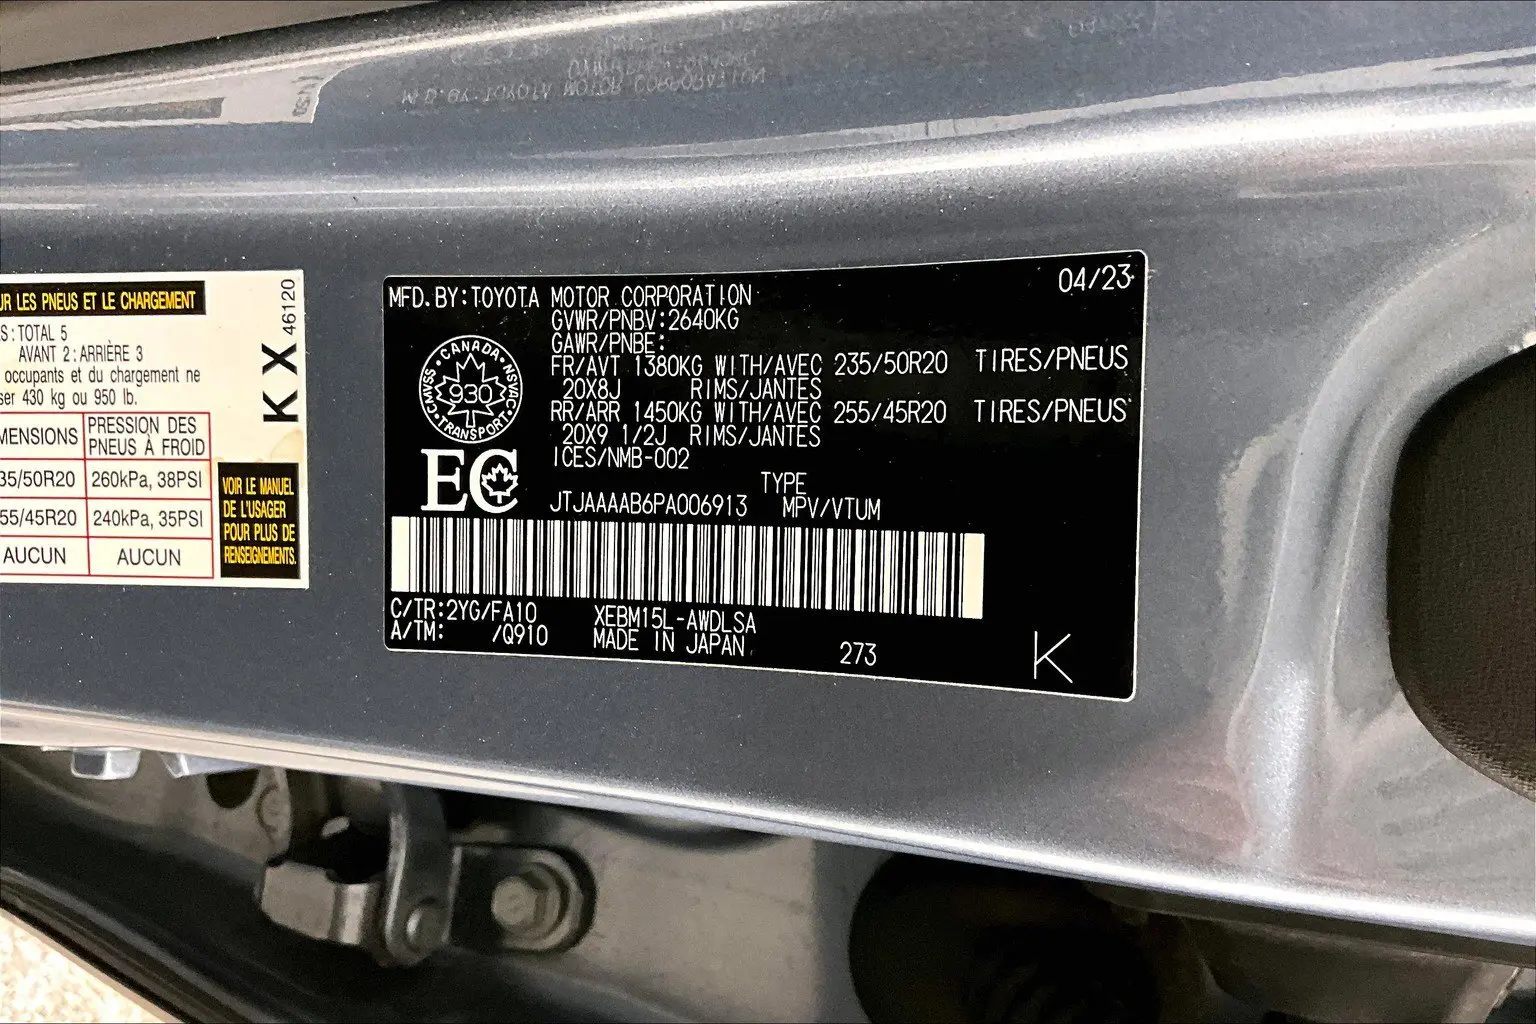 UR LES PNEUS ET LE CHARGEMENT
S: TOTAL 5
AVANT 2: ARRIÈRE 3
occupants et du chargement ne
ser 430 kg ou 950 lb.
MENSIONS PRESSION DES PNEUS À FROID
35/50R20 260kPa, 38PSI
55/45R20 240kPa, 35PSI
AUCUN AUCUN
KX 46120
VOIR LE MANUEL
DE L'USAGER
POUR PLUS DE
RENSEIGNEMENTS.
04/23
MFD. BY: TOYOTA MOTOR CORPORATION
GVWR/PNBV: 2640KG
GAWR/PNBE:
FR/AVT 1380KG WITH/AVEC 235/50R20 TIRES/PNEUS
20X8J RIMS/JANTES
RR/ARR 1450KG WITH/AVEC 255/45R20 TIRES/PNEUS
20X9 1/2J RIMS/JANTES
ICES/NMB-002
CANADA · NSVAC · TRANSPORT · CMVSS
930
EC
TYPE
JTJAAAAB6PA006913 MPV/VTUM
C/TR: 2YG/FA10 XEBM15L-AWDLSA
A/TM: /Q910 MADE IN JAPAN 273 K